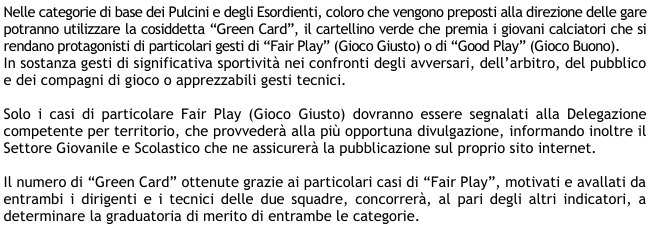 Nelle categorie di base dei Pulcini e degli Esordienti, coloro che vengono preposti alla direzione delle gare
potranno utilizzare la cosiddetta “Green Card”, il cartellino verde che premia i giovani calciatori che si
rendano protagonisti di particolari gesti di “Fair Play” (Gioco Giusto) o di “Good Play” (Gioco Buono).
In sostanza gesti di significativa sportività nei confronti degli avversari, dell’arbitro, del pubblico
e dei compagni di gioco o apprezzabili gesti tecnici.
Solo i casi di particolare Fair Play (Gioco Giusto) dovranno essere segnalati alla Delegazione
competente per territorio, che provvederà alla più opportuna divulgazione, informando inoltre il
Settore Giovanile e Scolastico che ne assicurerà la pubblicazione sul proprio sito internet.
Il numero di “Green Card” ottenute grazie ai particolari casi di “Fair Play”, motivati e avallati da
entrambi i dirigenti e i tecnici delle due squadre, concorrerà, al pari degli altri indicatori, a
determinare la graduatoria di merito di entrambe le categorie.